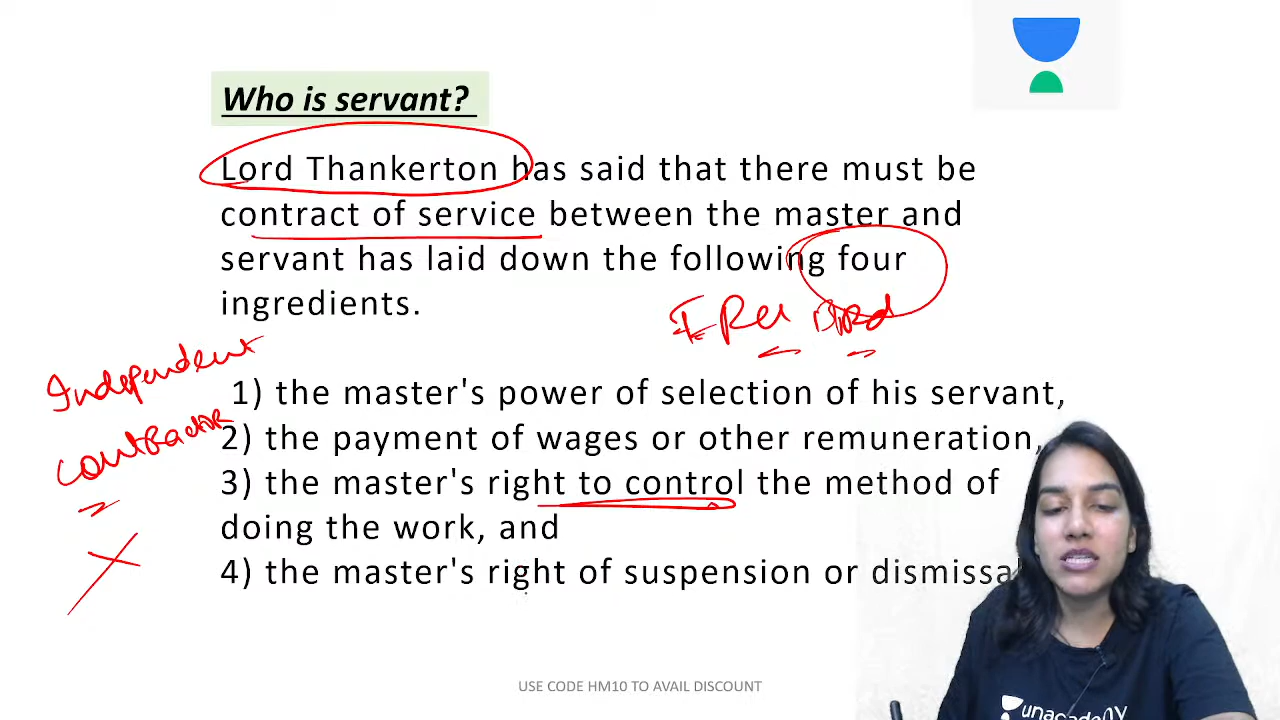 Who is servant?
Lord Thankerton has said that there must be
contract of service between the master and
servant has laid down the following four
ingredients.
Independent
contractor
1) the master's power of selection of his servant,
2) the payment of wages or other remuneration,
3) the master's right to control the method of
doing the work, and
4) the master's right of suspension or dismissal
USE CODE HM10 TO AVAIL DISCOUNT
unacademy